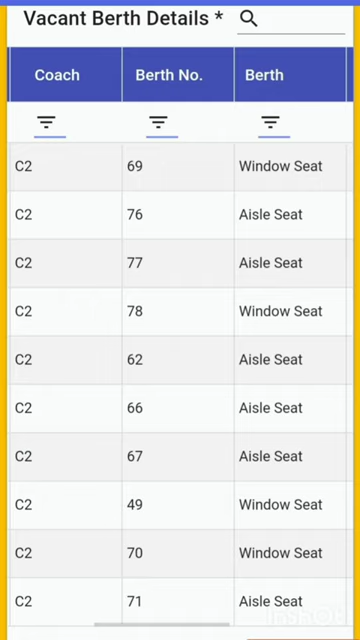 Vacant Berth Details *
Coach Berth No. Berth
C2 69 Window Seat
C2 76 Aisle Seat
C2 77 Aisle Seat
C2 78 Window Seat
C2 62 Aisle Seat
C2 66 Aisle Seat
C2 67 Aisle Seat
C2 49 Window Seat
C2 70 Window Seat
C2 71 Aisle Seat